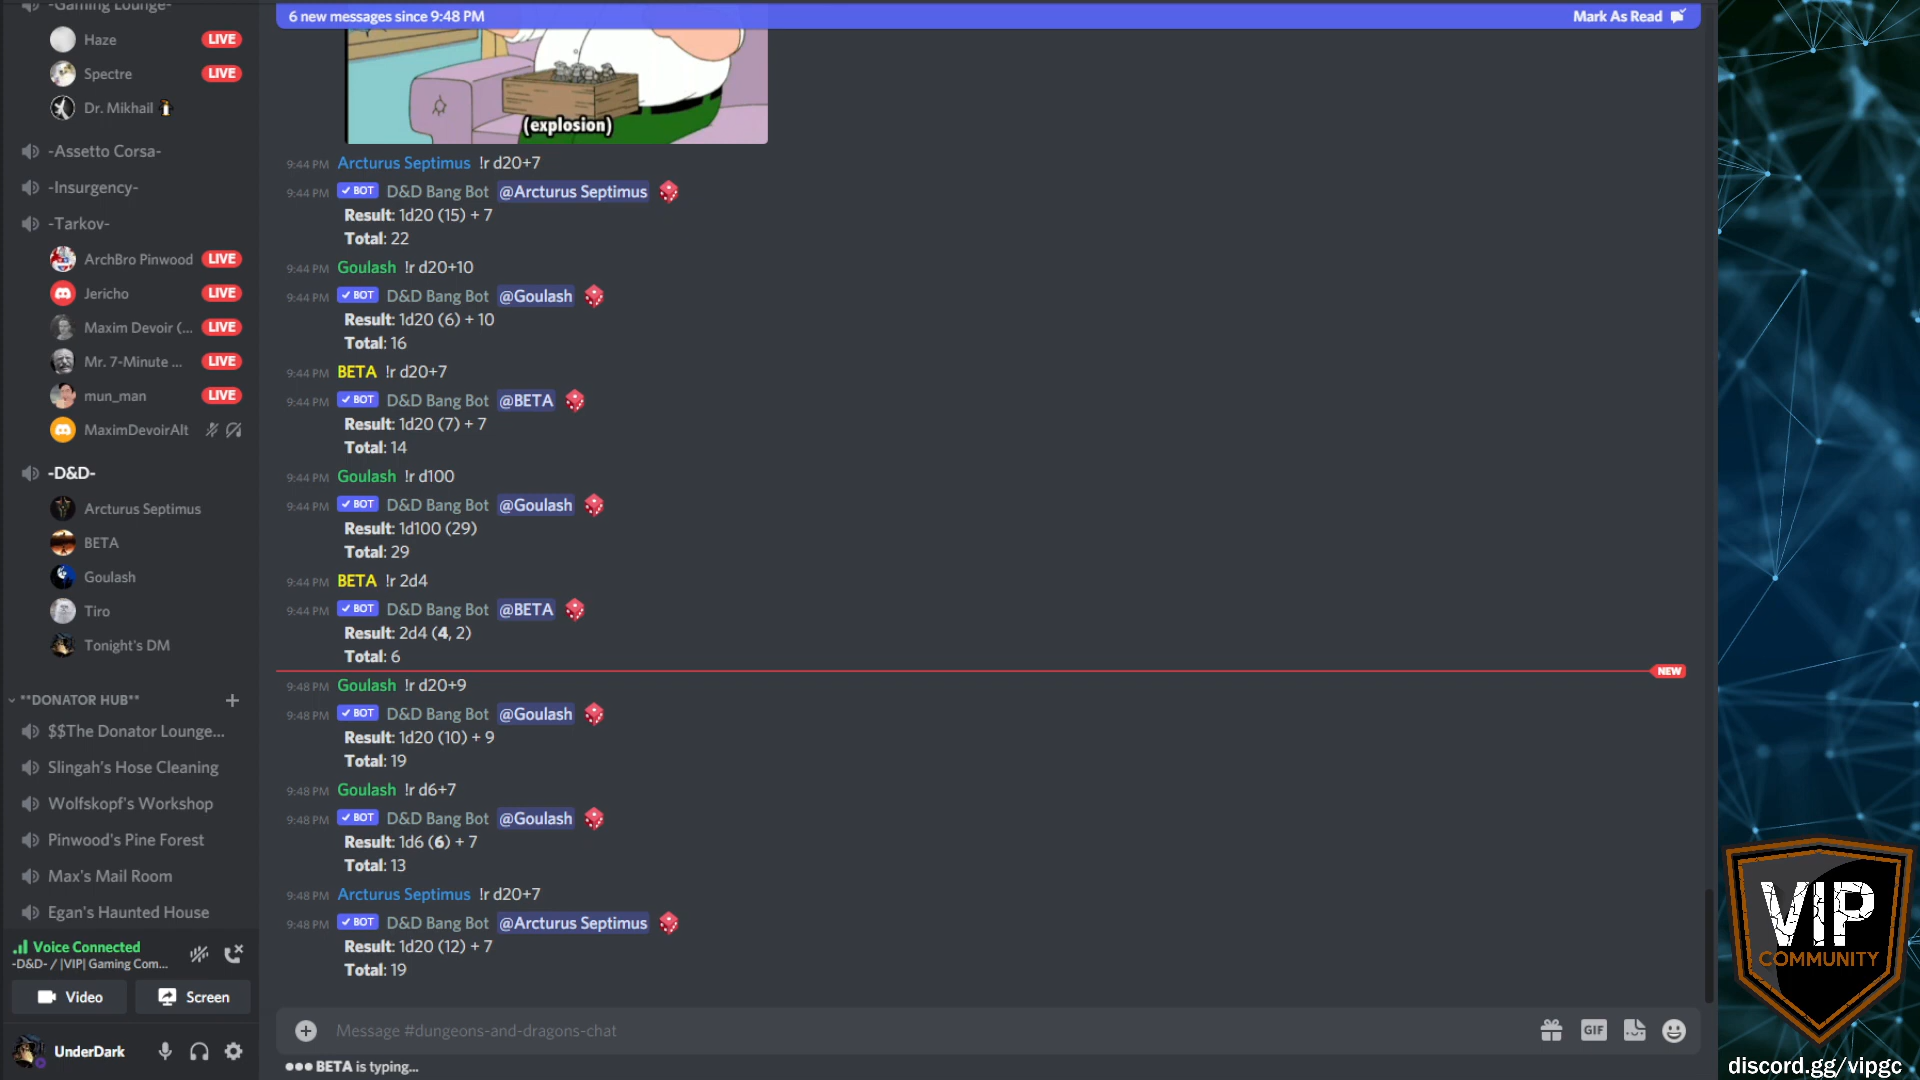 -Gaming Lounge-
Haze LIVE
Spectre LIVE
Dr. Mikhail
-Assetto Corsa-
-Insurgency-
-Tarkov-
ArchBro Pinwood LIVE
Jericho LIVE
Maxim Devoir (... LIVE
Mr. 7-Minute ... LIVE
mun_man LIVE
MaximDevoirAlt
-D&D-
Arcturus Septimus
BETA
Goulash
Tiro
Tonight's DM
**DONATOR HUB**
$$The Donator Lounge...
Slingah's Hose Cleaning
Wolfskopf's Workshop
Pinwood's Pine Forest
Max's Mail Room
Egan's Haunted House
Voice Connected
-D&D- / |VIP| Gaming Com...
Video Screen
UnderDark
6 new messages since 9:48 PM Mark As Read
(explosion)
9:44 PM Arcturus Septimus !r d20+7
9:44 PM BOT D&D Bang Bot @Arcturus Septimus
Result: 1d20 (15) + 7
Total: 22
9:44 PM Goulash !r d20+10
9:44 PM BOT D&D Bang Bot @Goulash
Result: 1d20 (6) + 10
Total: 16
9:44 PM BETA !r d20+7
9:44 PM BOT D&D Bang Bot @BETA
Result: 1d20 (7) + 7
Total: 14
9:44 PM Goulash !r d100
9:44 PM BOT D&D Bang Bot @Goulash
Result: 1d100 (29)
Total: 29
9:44 PM BETA !r 2d4
9:44 PM BOT D&D Bang Bot @BETA
Result: 2d4 (4, 2)
Total: 6
NEW
9:48 PM Goulash !r d20+9
9:48 PM BOT D&D Bang Bot @Goulash
Result: 1d20 (10) + 9
Total: 19
9:48 PM Goulash !r d6+7
9:48 PM BOT D&D Bang Bot @Goulash
Result: 1d6 (6) + 7
Total: 13
9:48 PM Arcturus Septimus !r d20+7
9:48 PM BOT D&D Bang Bot @Arcturus Septimus
Result: 1d20 (12) + 7
Total: 19
Message #dungeons-and-dragons-chat
GIF
BETA is typing...
VIP
COMMUNITY
discord.gg/vipgc